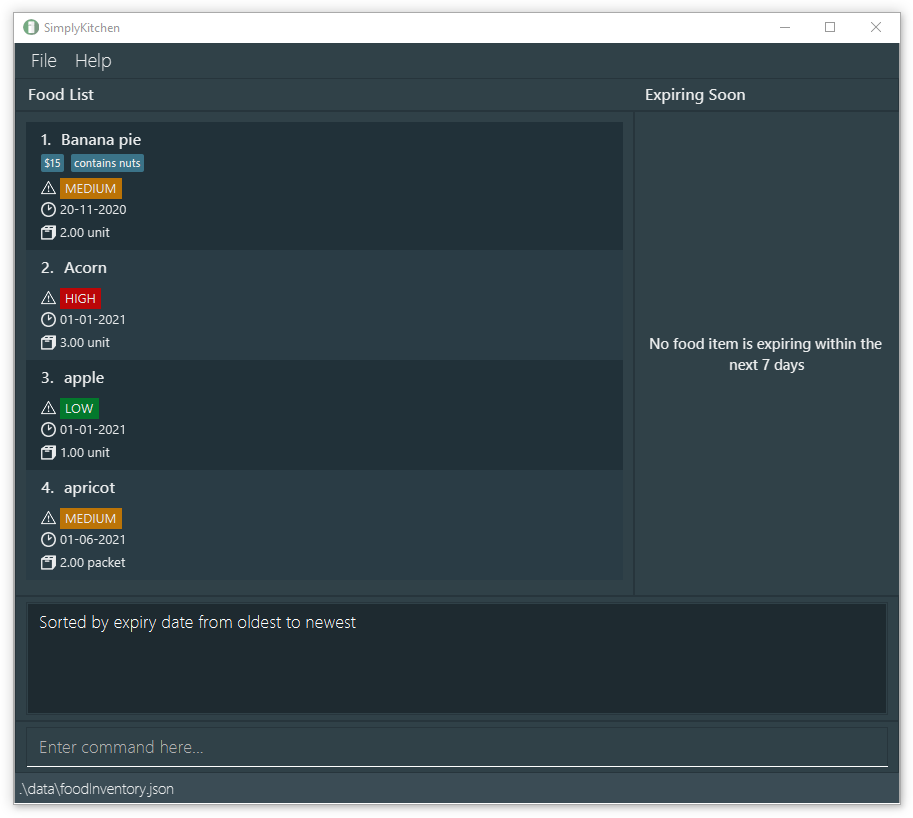 SimplyKitchen
File Help
Food List
Expiring Soon
1. Banana pie
$15 contains nuts
MEDIUM
20-11-2020
2.00 unit
2. Acorn
HIGH
01-01-2021
3.00 unit
3. apple
LOW
01-01-2021
1.00 unit
4. apricot
MEDIUM
01-06-2021
2.00 packet
No food item is expiring within the
next 7 days
Sorted by expiry date from oldest to newest
Enter command here...
.\data\foodInventory.json